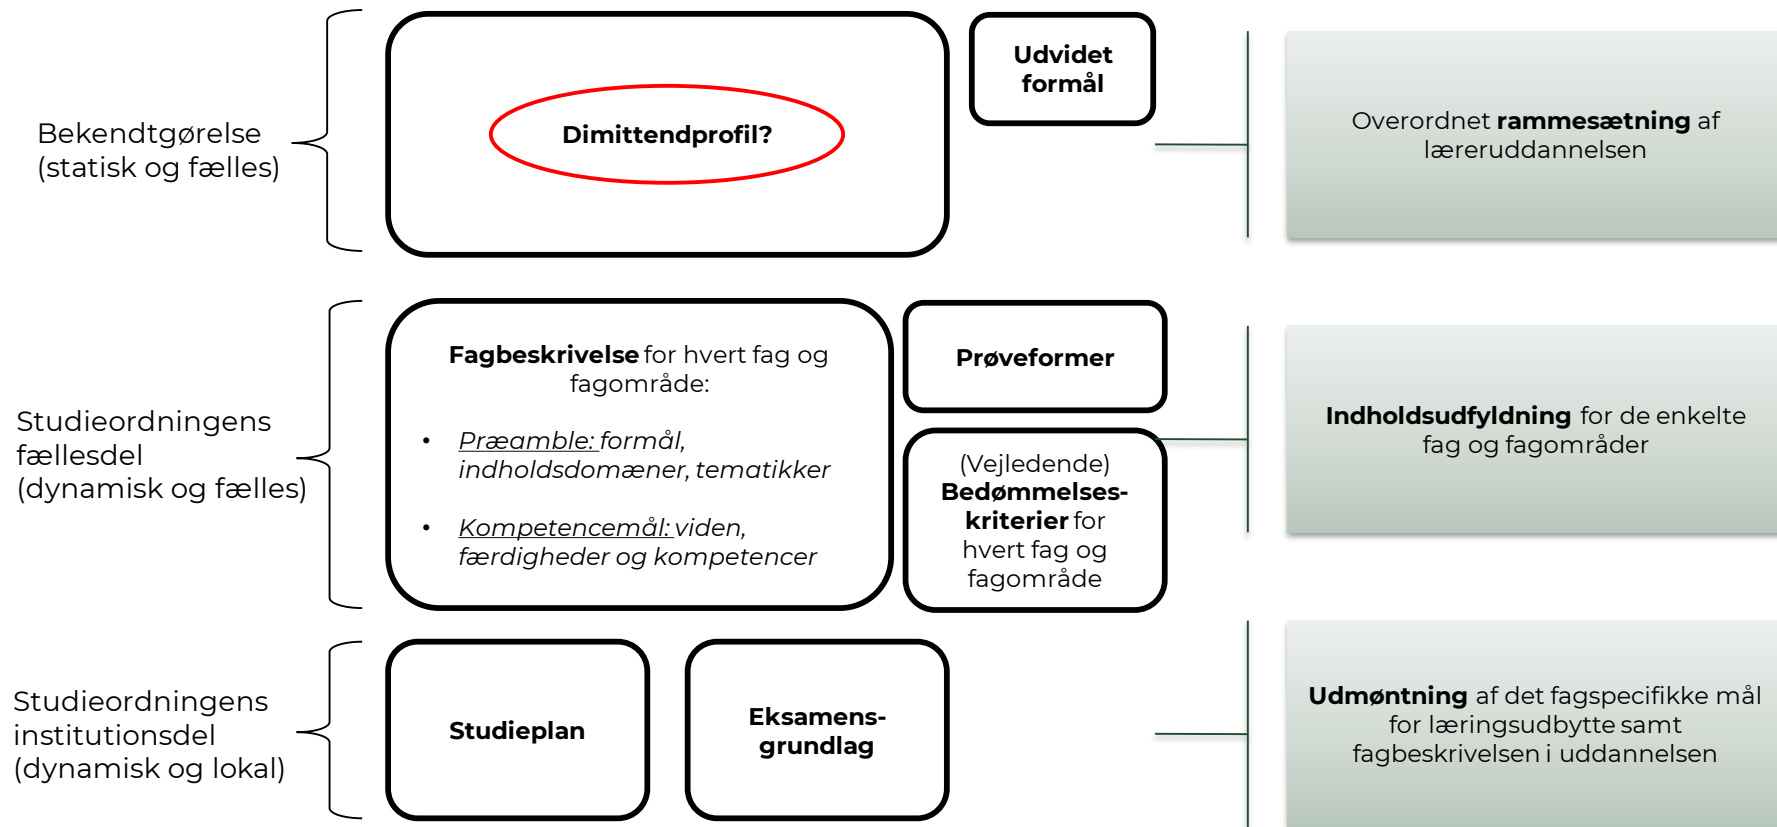 Bekendtgørelse
(statisk og fælles)
Dimittendprofil?
Udvidet
formål
Overordnet rammesætning af
læreruddannelsen
Studieordningens
fællesdel
(dynamisk og fælles)
Fagbeskrivelse for hvert fag og
fagområde:
• Præamble: formål,
indholdsdomæner, tematikker
• Kompetencemål: viden,
færdigheder og kompetencer
Prøveformer
(Vejledende)
Bedømmelses-
kriterier for
hvert fag og
fagområde
Indholdsudfyldning for de enkelte
fag og fagområder
Studieordningens
institutionsdel
(dynamisk og lokal)
Studieplan
Eksamens-
grundlag
Udmøntning af det fagspecifikke mål
for læringsudbytte samt
fagbeskrivelsen i uddannelsen